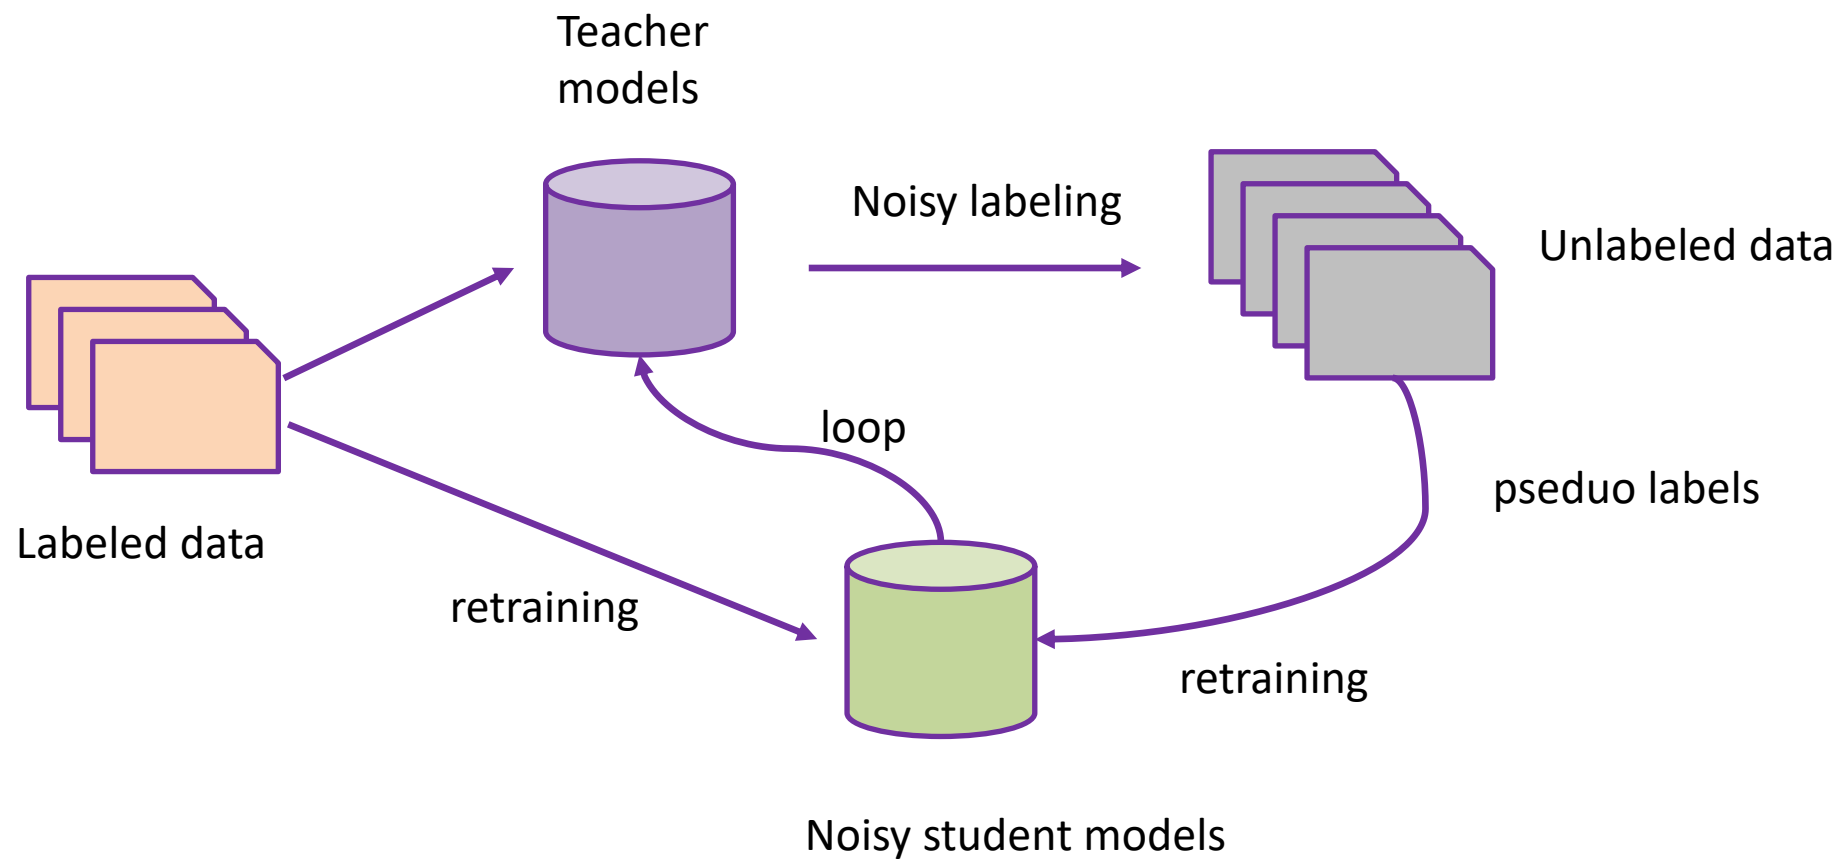 Teacher
models
Noisy labeling
Unlabeled data
loop
pseduo labels
Labeled data
retraining
retraining
Noisy student models